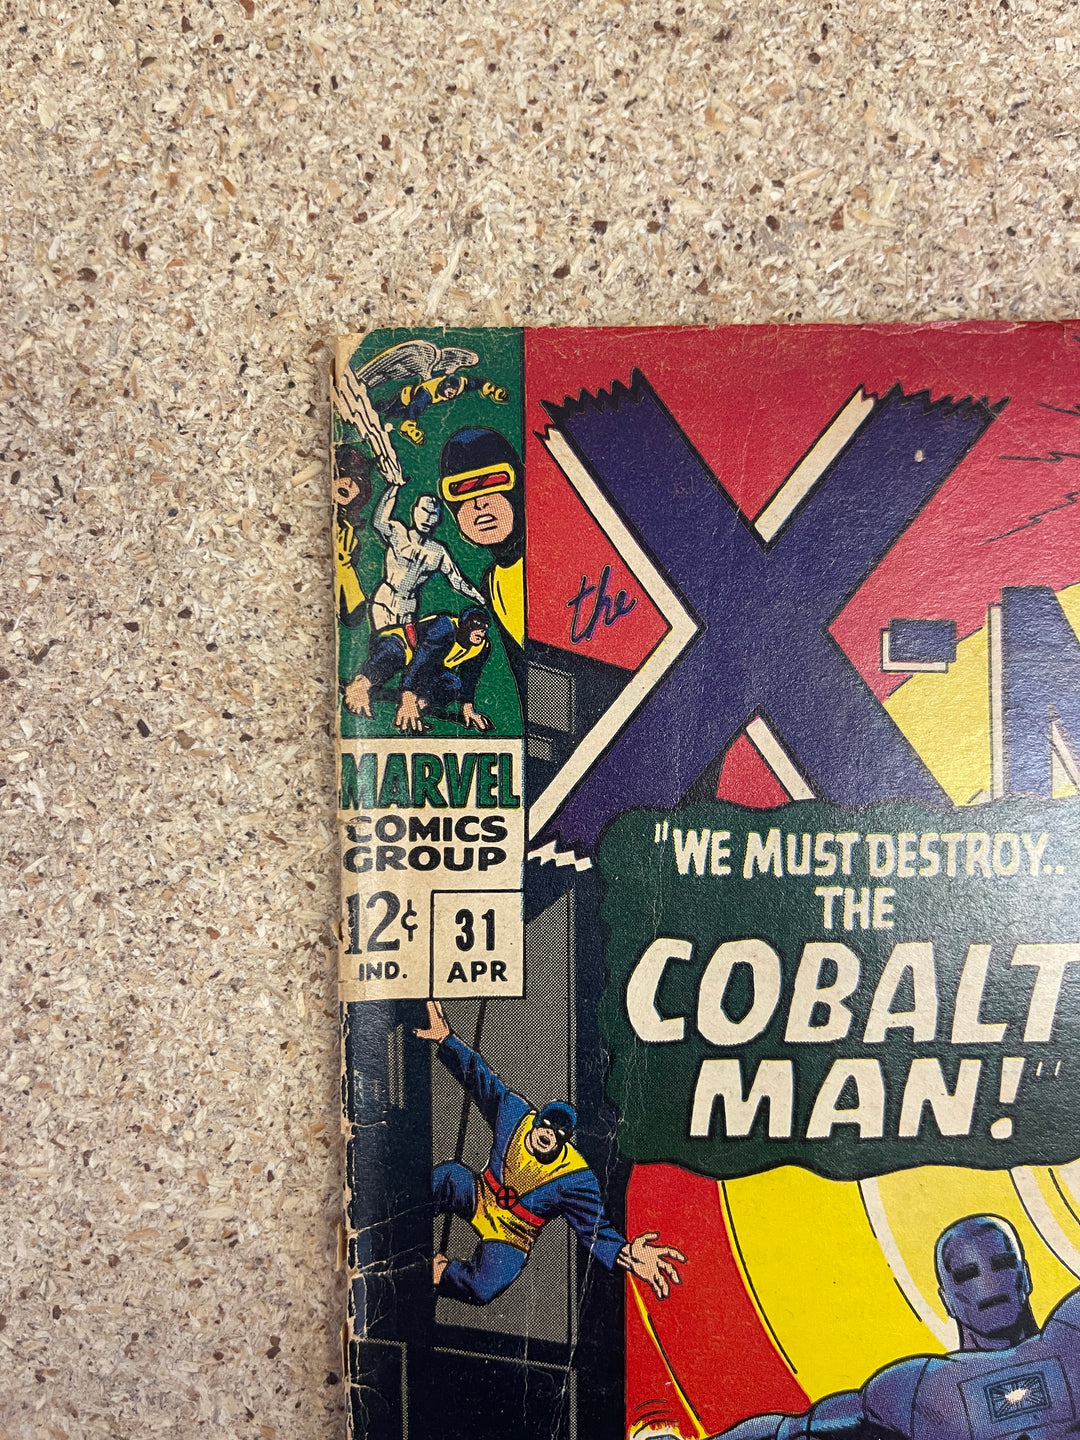 the
X-M
MARVEL
COMICS
GROUP
12¢
IND.
31
APR
"WE MUST DESTROY..
THE
COBALT
MAN!"